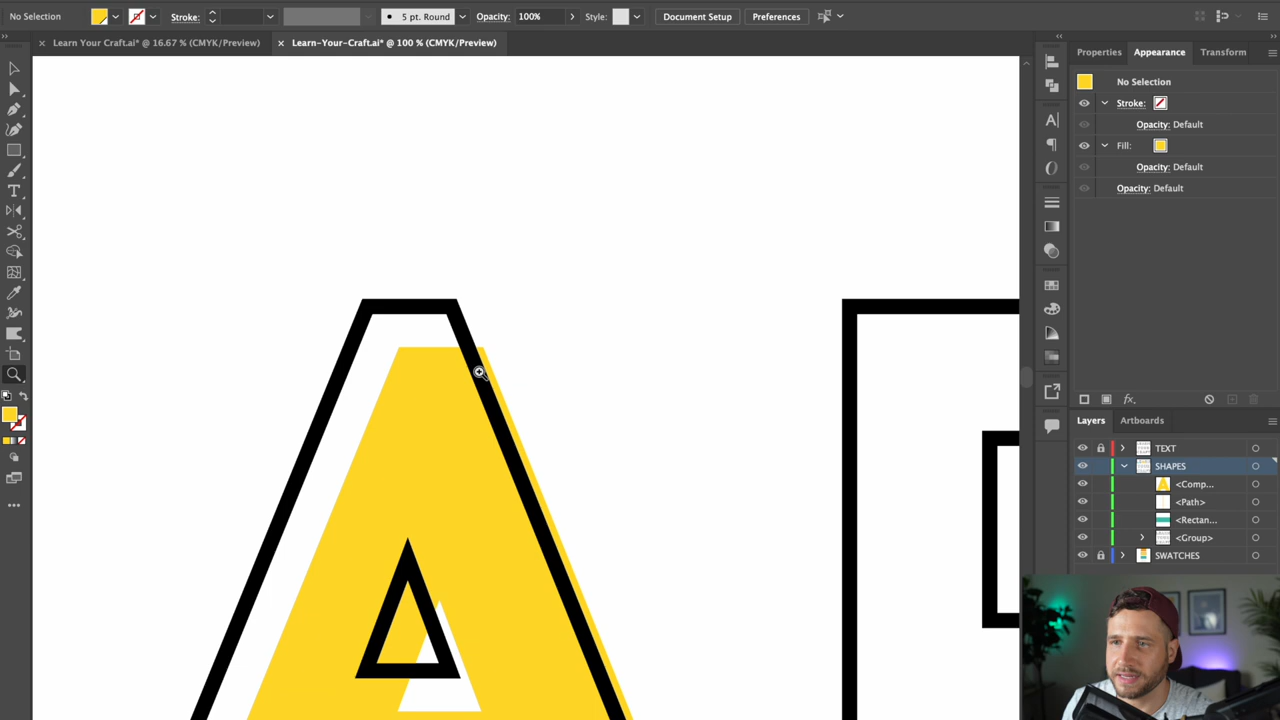 No Selection Stroke: 5 pt. Round Opacity: 100% Style: Document Setup Preferences
Learn Your Craft.ai* @ 16.67 % (CMYK/Preview) Learn-Your-Craft.ai* @ 100 % (CMYK/Preview)
Properties Appearance Transform
No Selection
Stroke:
Opacity: Default
Fill:
Opacity: Default
Opacity: Default
fx
A
Layers Artboards
TEXT
SHAPES
<Comp...
<Path>
<Rectan...
<Group>
SWATCHES